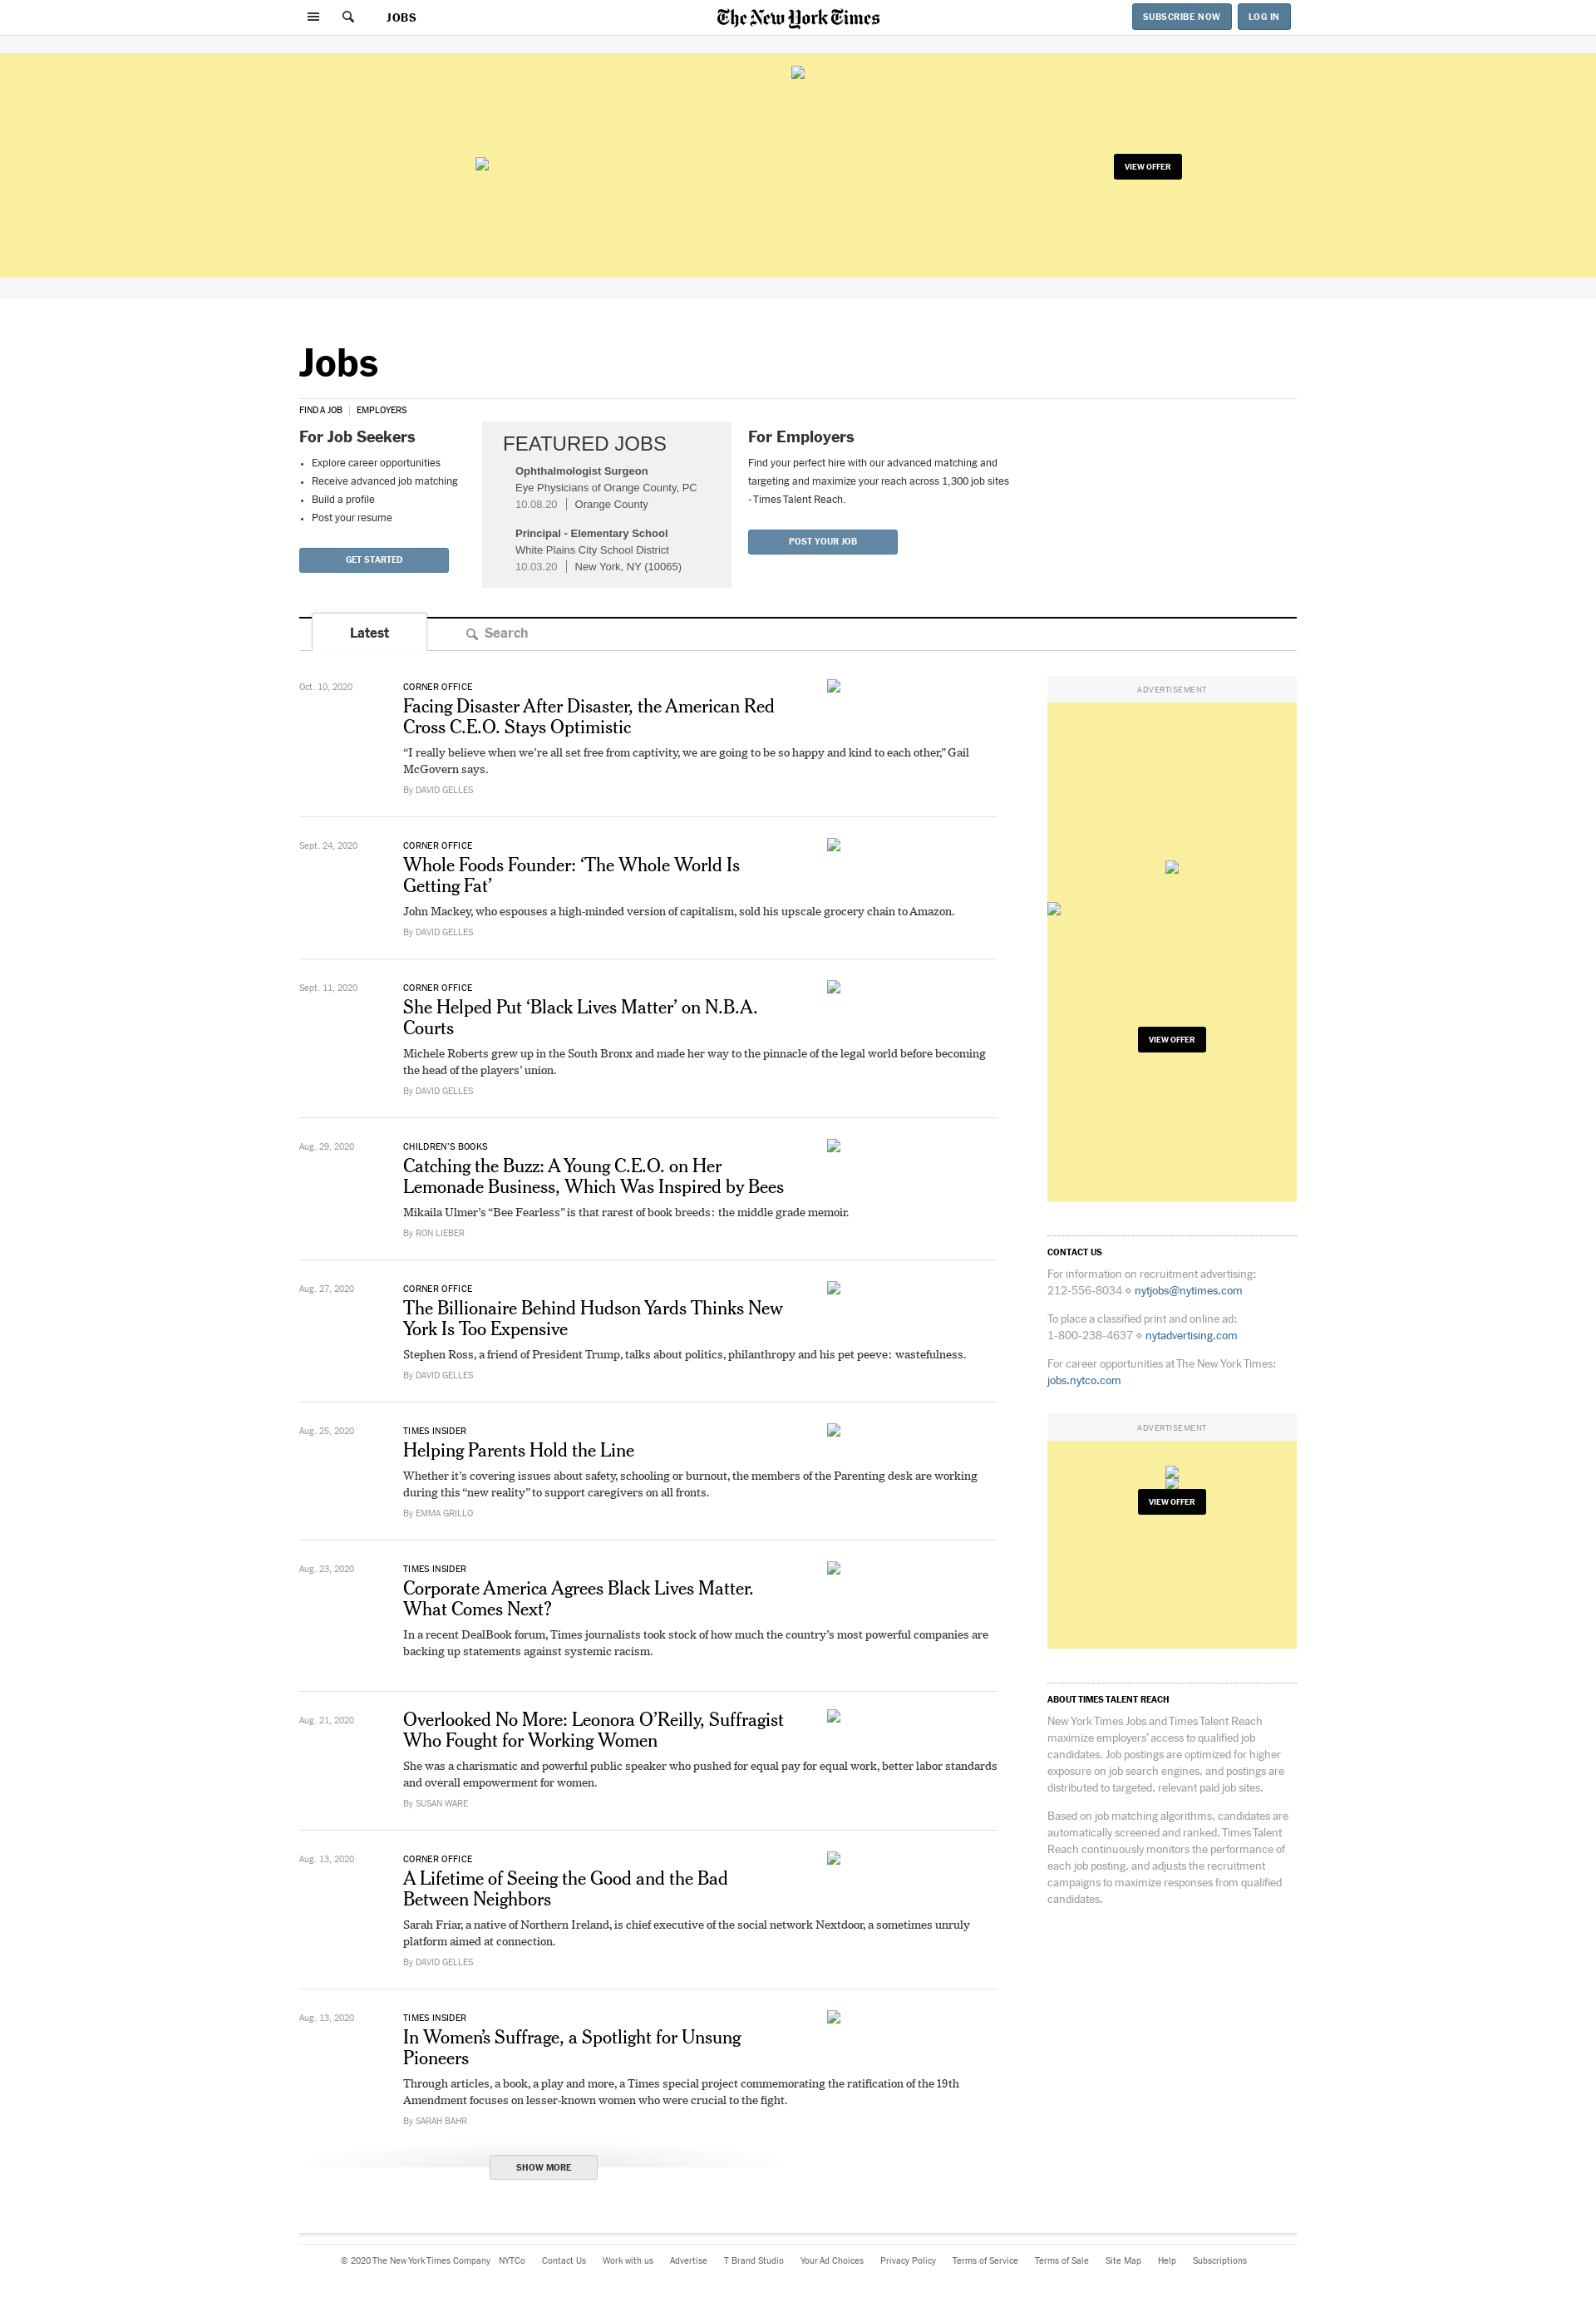 JOBS
The New York Times
SUBSCRIBE NOW
LOG IN
VIEW OFFER
Jobs
FIND A JOB | EMPLOYERS
For Job Seekers
• Explore career opportunities
• Receive advanced job matching
• Build a profile
• Post your resume
GET STARTED
FEATURED JOBS
Ophthalmologist Surgeon
Eye Physicians of Orange County, PC
10.08.20 | Orange County
Principal - Elementary School
White Plains City School District
10.03.20 | New York, NY (10065)
For Employers
Find your perfect hire with our advanced matching and
targeting and maximize your reach across 1,300 job sites
- Times Talent Reach.
POST YOUR JOB
Latest
Search
Oct. 10, 2020
CORNER OFFICE
Facing Disaster After Disaster, the American Red
Cross C.E.O. Stays Optimistic
“I really believe when we’re all set free from captivity, we are going to be so happy and kind to each other,” Gail
McGovern says.
By DAVID GELLES
Sept. 24, 2020
CORNER OFFICE
Whole Foods Founder: ‘The Whole World Is
Getting Fat’
John Mackey, who espouses a high-minded version of capitalism, sold his upscale grocery chain to Amazon.
By DAVID GELLES
Sept. 11, 2020
CORNER OFFICE
She Helped Put ‘Black Lives Matter’ on N.B.A.
Courts
Michele Roberts grew up in the South Bronx and made her way to the pinnacle of the legal world before becoming
the head of the players’ union.
By DAVID GELLES
Aug. 29, 2020
CHILDREN’S BOOKS
Catching the Buzz: A Young C.E.O. on Her
Lemonade Business, Which Was Inspired by Bees
Mikaila Ulmer’s “Bee Fearless” is that rarest of book breeds: the middle grade memoir.
By RON LIEBER
Aug. 27, 2020
CORNER OFFICE
The Billionaire Behind Hudson Yards Thinks New
York Is Too Expensive
Stephen Ross, a friend of President Trump, talks about politics, philanthropy and his pet peeve: wastefulness.
By DAVID GELLES
Aug. 25, 2020
TIMES INSIDER
Helping Parents Hold the Line
Whether it’s covering issues about safety, schooling or burnout, the members of the Parenting desk are working
during this “new reality” to support caregivers on all fronts.
By EMMA GRILLO
Aug. 23, 2020
TIMES INSIDER
Corporate America Agrees Black Lives Matter.
What Comes Next?
In a recent DealBook forum, Times journalists took stock of how much the country’s most powerful companies are
backing up statements against systemic racism.
Aug. 21, 2020
Overlooked No More: Leonora O’Reilly, Suffragist
Who Fought for Working Women
She was a charismatic and powerful public speaker who pushed for equal pay for equal work, better labor standards
and overall empowerment for women.
By SUSAN WARE
Aug. 13, 2020
CORNER OFFICE
A Lifetime of Seeing the Good and the Bad
Between Neighbors
Sarah Friar, a native of Northern Ireland, is chief executive of the social network Nextdoor, a sometimes unruly
platform aimed at connection.
By DAVID GELLES
Aug. 13, 2020
TIMES INSIDER
In Women’s Suffrage, a Spotlight for Unsung
Pioneers
Through articles, a book, a play and more, a Times special project commemorating the ratification of the 19th
Amendment focuses on lesser-known women who were crucial to the fight.
By SARAH BAHR
SHOW MORE
ADVERTISEMENT
VIEW OFFER
CONTACT US
For information on recruitment advertising:
212-556-8034 ⋄ nytjobs@nytimes.com
To place a classified print and online ad:
1-800-238-4637 ⋄ nytadvertising.com
For career opportunities at The New York Times:
jobs.nytco.com
ADVERTISEMENT
VIEW OFFER
ABOUT TIMES TALENT REACH
New York Times Jobs and Times Talent Reach
maximize employers’ access to qualified job
candidates. Job postings are optimized for higher
exposure on job search engines, and postings are
distributed to targeted, relevant paid job sites.
Based on job matching algorithms, candidates are
automatically screened and ranked. Times Talent
Reach continuously monitors the performance of
each job posting, and adjusts the recruitment
campaigns to maximize responses from qualified
candidates.
© 2020 The New York Times Company NYTCo Contact Us Work with us Advertise T Brand Studio Your Ad Choices Privacy Policy Terms of Service Terms of Sale Site Map Help Subscriptions